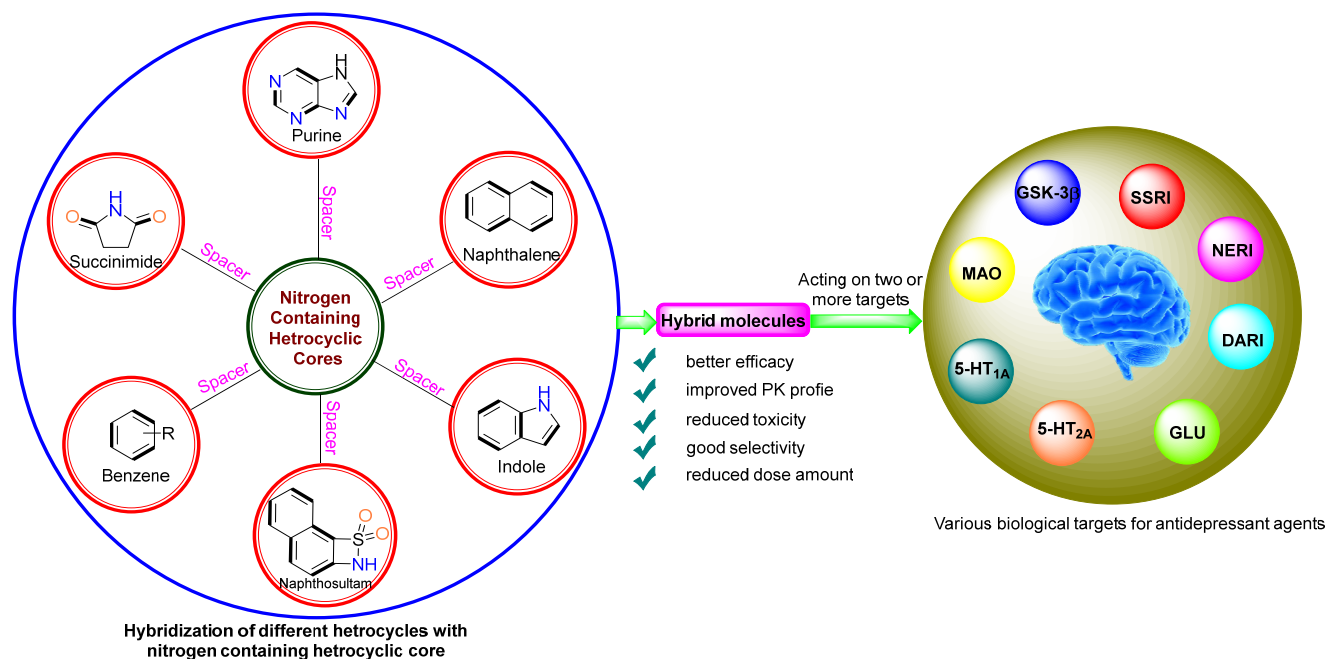 H
N
N
N
N
Purine
Spacer
H
N
O
O
Succinimide
Spacer
Naphthalene
Spacer
Nitrogen
Containing
Hetrocyclic
Cores
R
Benzene
Spacer
H
N
Indole
Spacer
O
S
O
NH
Naphthosultam
Spacer
Hybridization of different hetrocycles with
nitrogen containing hetrocyclic core
Hybrid molecules
better efficacy
improved PK profie
reduced toxicity
good selectivity
reduced dose amount
Acting on two or
more targets
GSK-3β
SSRI
NERI
MAO
DARI
5-HT1A
5-HT2A
GLU
Various biological targets for antidepressant agents